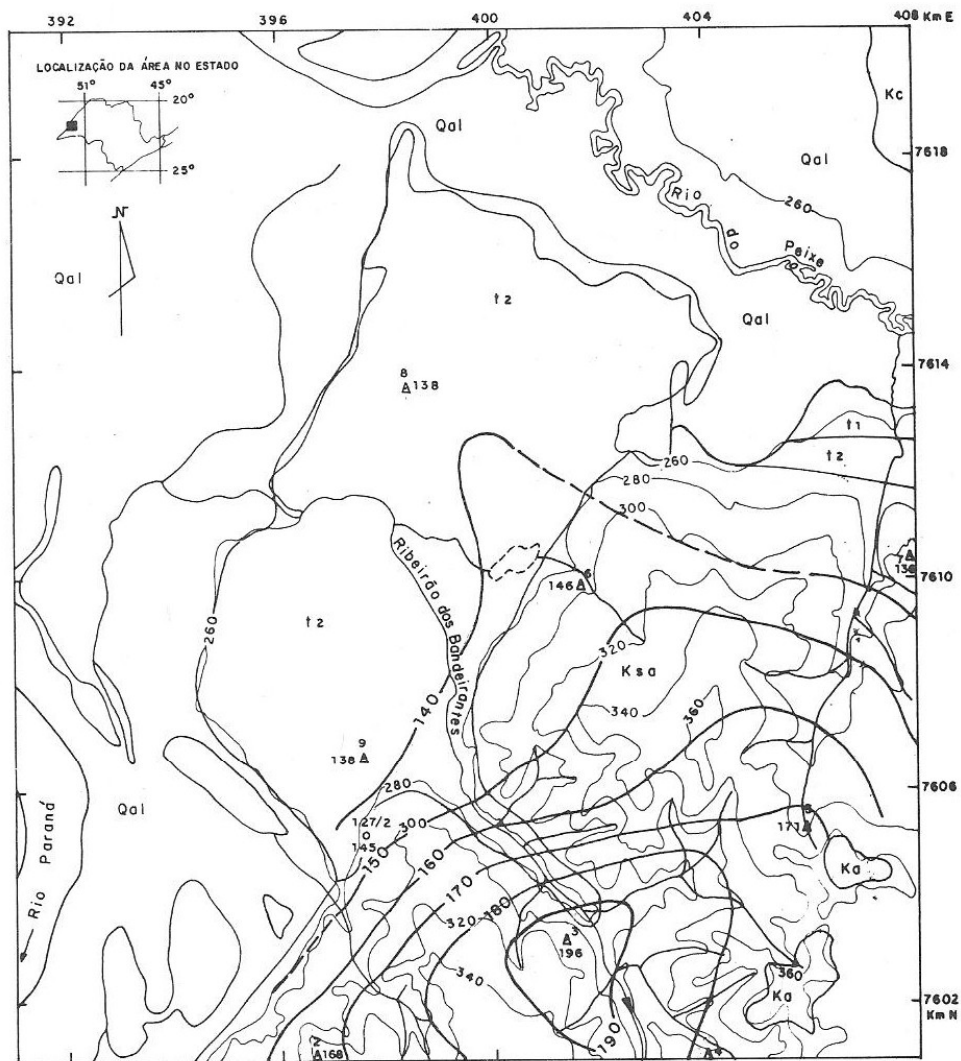 392 396 400 404 408 Km E
LOCALIZAÇÃO DA ÁREA NO ESTADO
51° 45°
20°
25°
Kc
Qal
Qal
7618
Rio do Peixe
260
N
Qal
t2
Qal
8
138
7614
t1
t2
260
280
300
7
6
146
7610
Ribeirão dos Bandeirantes
260
t2
320
Ksa
340
360
140
9
138
280
7606
Rio Paraná
Qal
127/2
145
300
150
160
5
171
Ka
170
320
180
3
196
340
360
Ka
7602
Km N
190
2
168
4